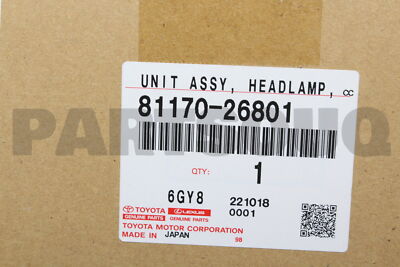 UNIT ASSY, HEADLAMP, CC
81170-26801
QTY: 1
6GY8 221018
0001
TOYOTA LEXUS
GENUINE PARTS GENUINE PARTS
TOYOTA MOTOR CORPORATION
MADE IN JAPAN 98
PARTSOUQ